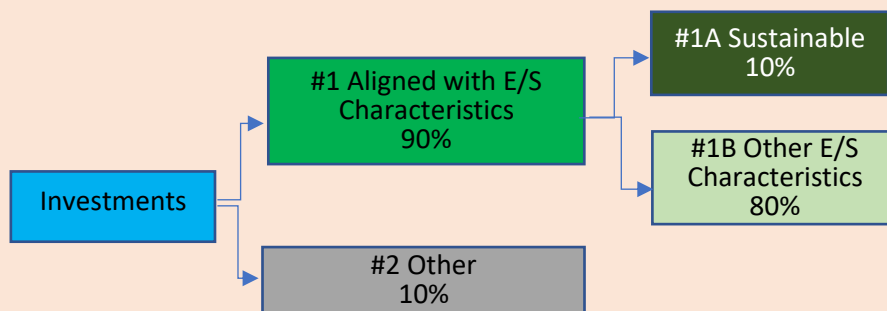 #1A Sustainable
10%
#1 Aligned with E/S
Characteristics
90%
#1B Other E/S
Characteristics
80%
Investments
#2 Other
10%